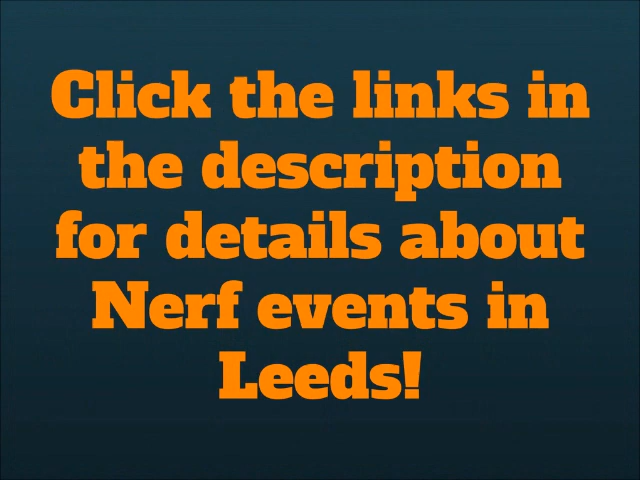 Click the links in
the description
for details about
Nerf events in
Leeds!